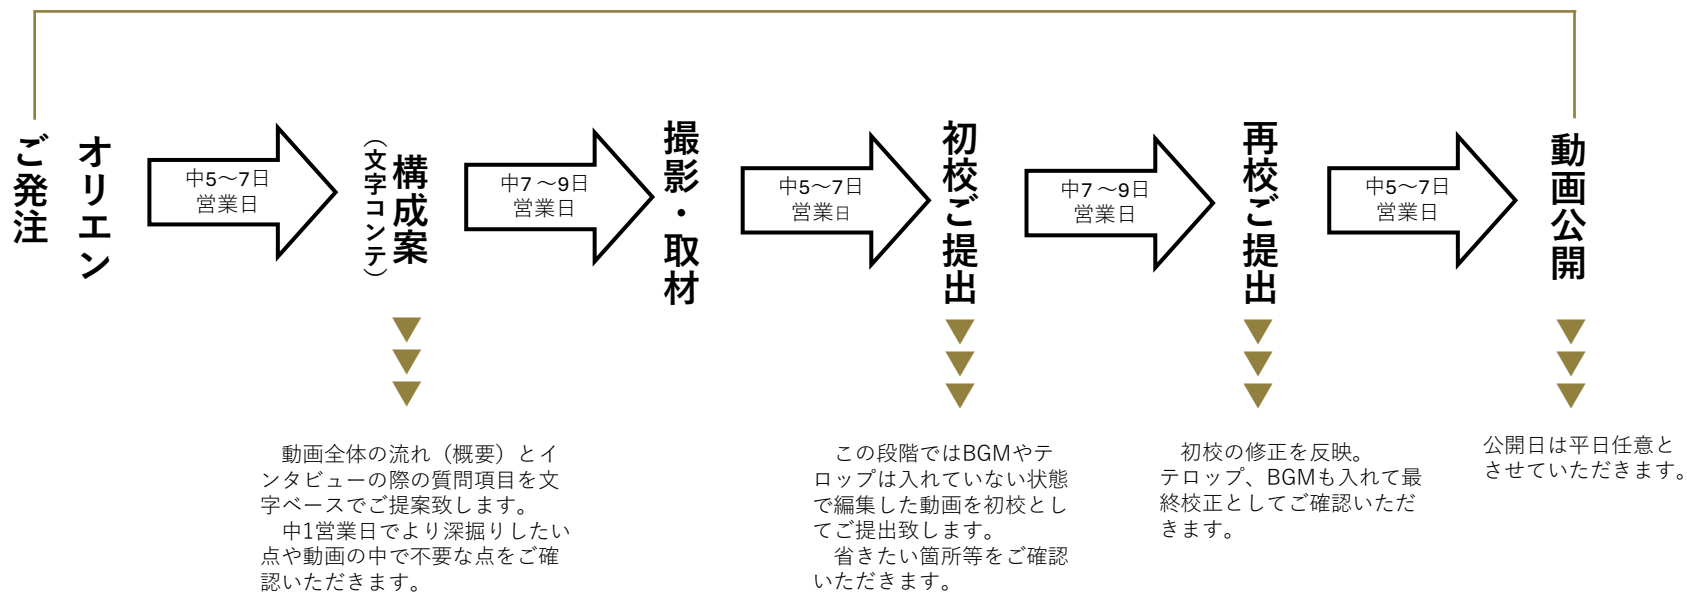 ご発注
オリエン
中5～7日
営業日
構成案
（文字コンテ）
中7～9日
営業日
撮影・取材
中5～7日
営業日
初校ご提出
中7～9日
営業日
再校ご提出
中5～7日
営業日
動画公開
動画全体の流れ（概要）とイ
ンタビューの際の質問項目を文
字ベースでご提案致します。
中1営業日でより深掘りしたい
点や動画の中で不要な点をご確
認いただきます。
この段階ではBGMやテ
ロップは入れていない状態
で編集した動画を初校とし
てご提出致します。
省きたい箇所等をご確認
いただきます。
初校の修正を反映。
テロップ、BGMも入れて最
終校正としてご確認いただ
きます。
公開日は平日任意と
させていただきます。